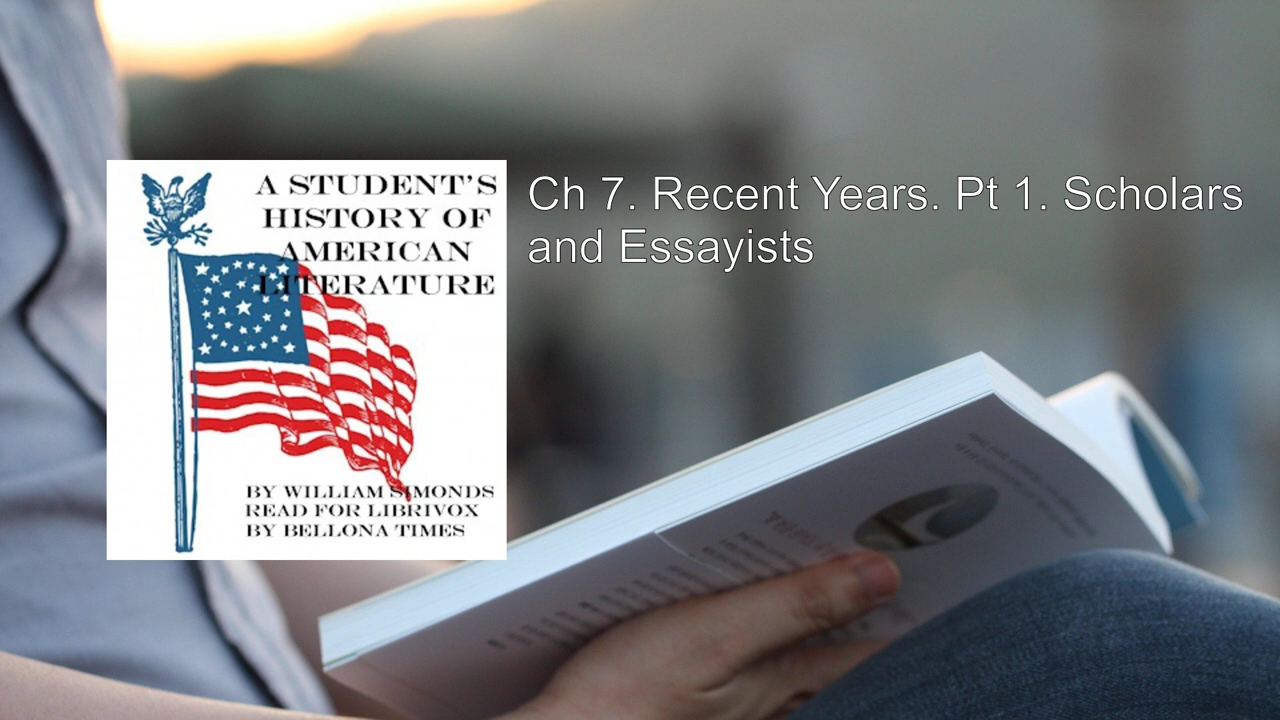 A STUDENT'S
HISTORY OF
AMERICAN
LITERATURE
BY WILLIAM SIMONDS
READ FOR LIBRIVOX
BY BELLONA TIMES
Ch 7. Recent Years. Pt 1. Scholars
and Essayists